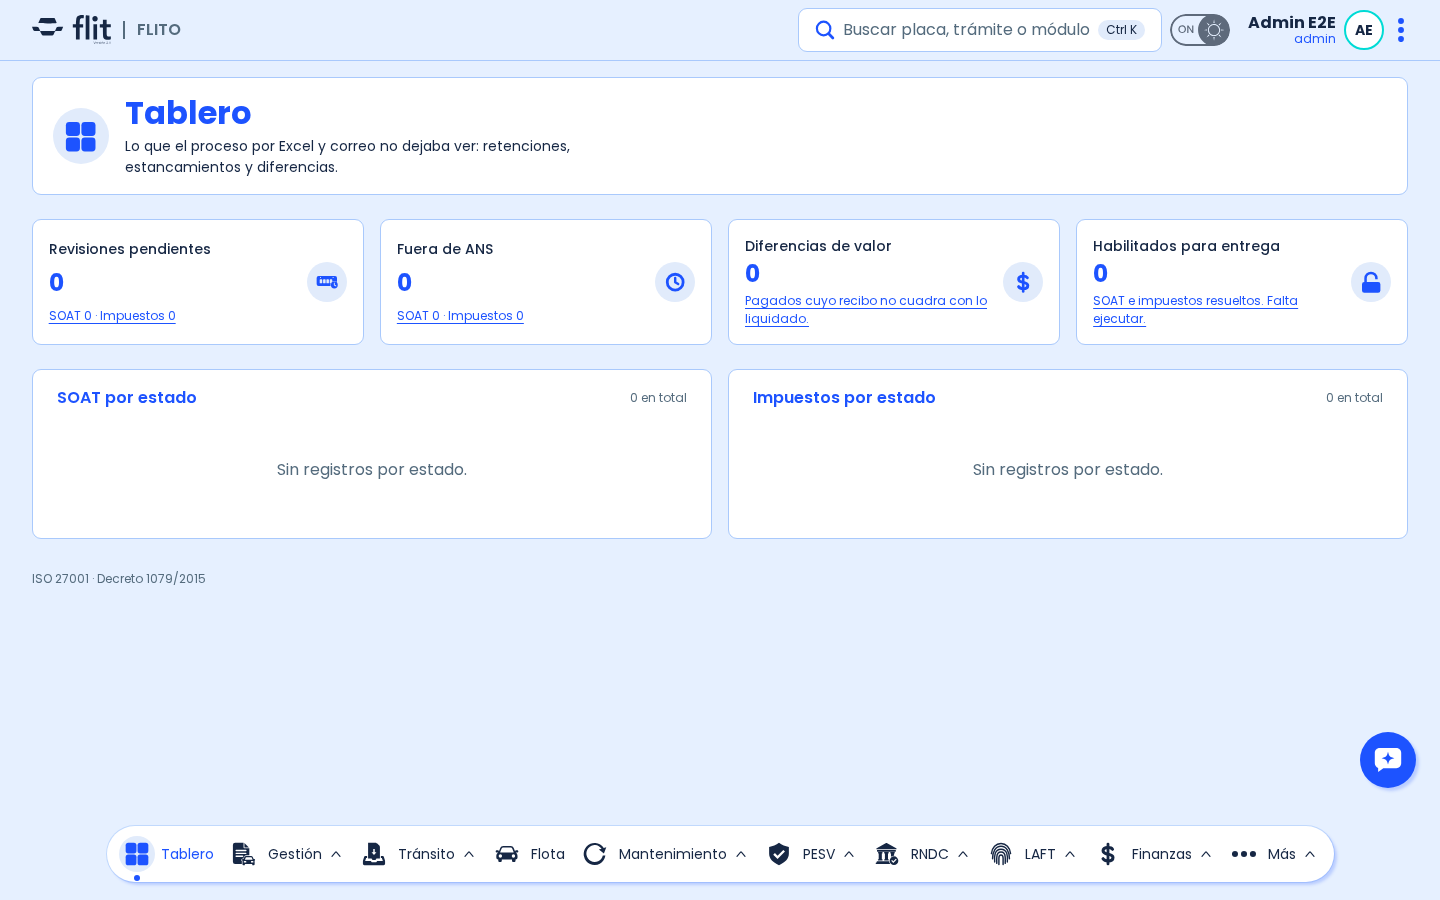 flit | FLITO
Buscar placa, trámite o módulo Ctrl K
ON
Admin E2E
admin
AE
Tablero
Lo que el proceso por Excel y correo no dejaba ver: retenciones,
estancamientos y diferencias.
Revisiones pendientes
0
SOAT 0 · Impuestos 0
Fuera de ANS
0
SOAT 0 · Impuestos 0
Diferencias de valor
0
Pagados cuyo recibo no cuadra con lo
liquidado.
Habilitados para entrega
0
SOAT e impuestos resueltos. Falta
ejecutar.
SOAT por estado
0 en total
Sin registros por estado.
Impuestos por estado
0 en total
Sin registros por estado.
ISO 27001 · Decreto 1079/2015
Tablero
Gestión
Tránsito
Flota
Mantenimiento
PESV
RNDC
LAFT
Finanzas
Más